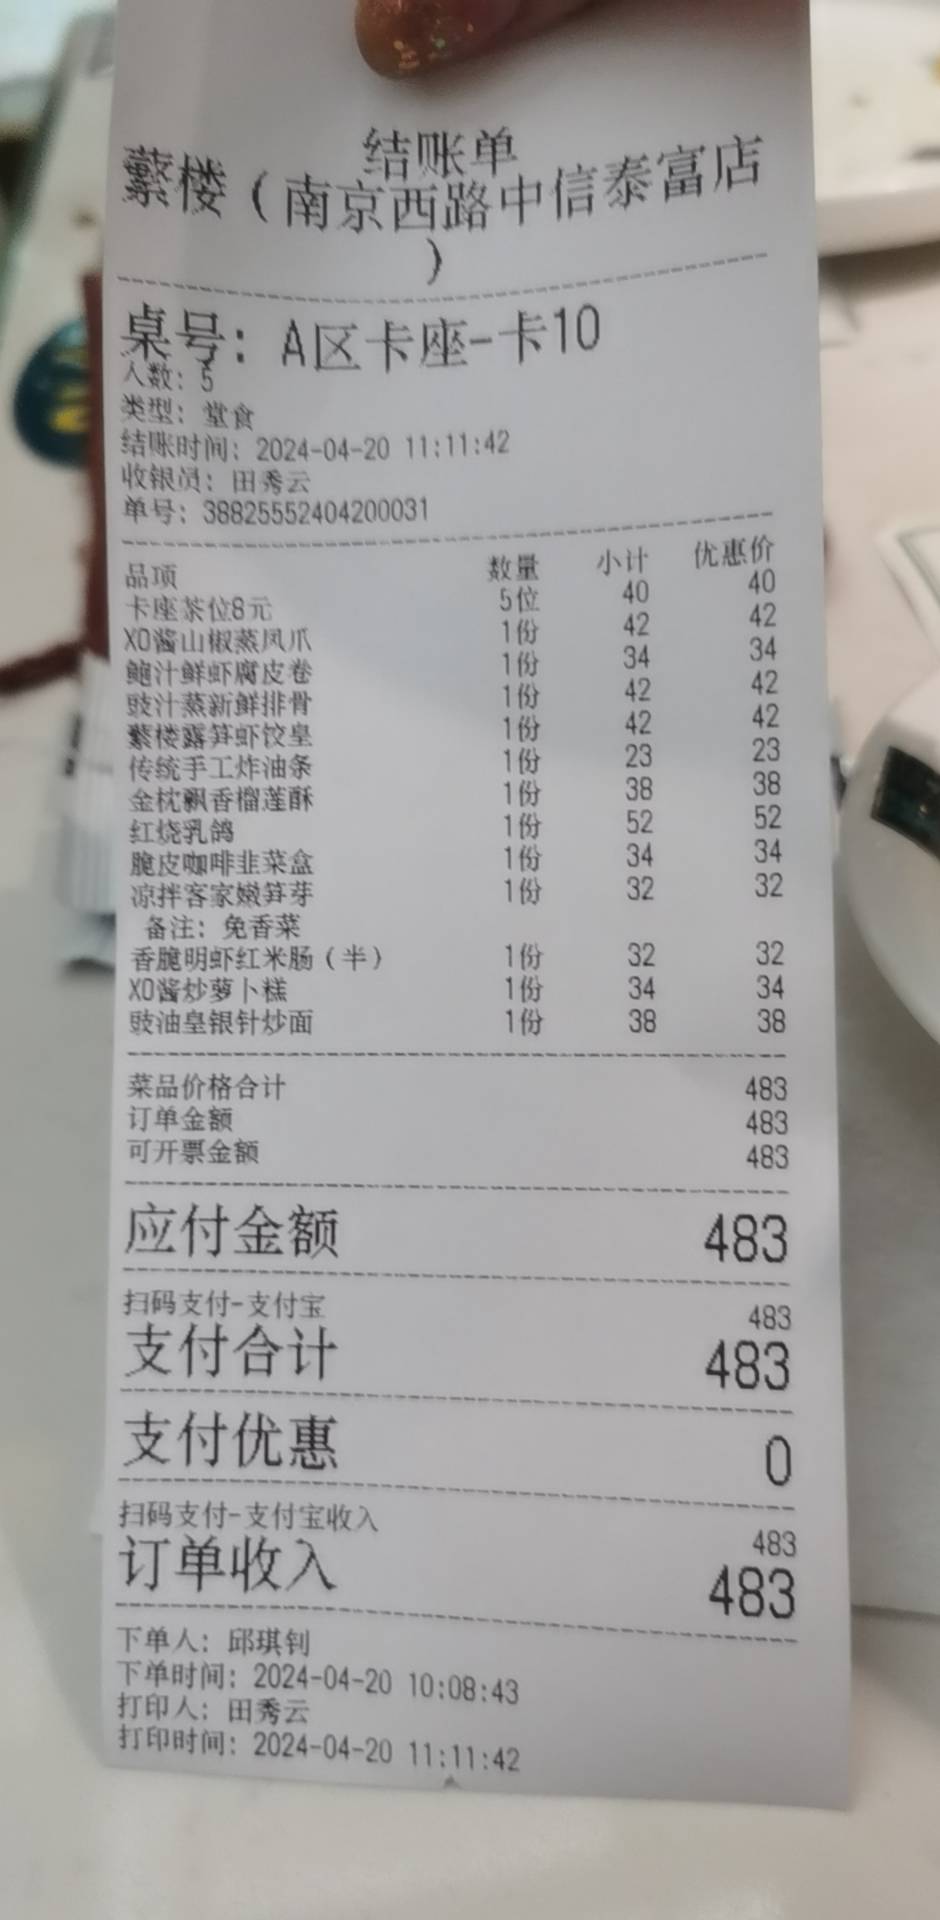 结账单
蘩楼（南京西路中信泰富店
）
桌号：A区卡座-卡10
人数：5
类型：堂食
结账时间：2024-04-20 11:11:42
收银员：田秀云
单号：38825552404200031
品项 数量 小计 优惠价
卡座茶位8元 5位 40 40
XO酱山椒蒸凤爪 1份 42 42
鲍汁鲜虾腐皮卷 1份 34 34
豉汁蒸新鲜排骨 1份 42 42
蘩楼露笋虾饺皇 1份 42 42
传统手工炸油条 1份 23 23
金枕飘香榴莲酥 1份 38 38
红烧乳鸽 1份 52 52
脆皮咖啡韭菜盒 1份 34 34
凉拌客家嫩笋芽 1份 32 32
备注：免香菜
香脆明虾红米肠（半） 1份 32 32
XO酱炒萝卜糕 1份 34 34
豉油皇银针炒面 1份 38 38
菜品价格合计 483
订单金额 483
可开票金额 483
应付金额 483
扫码支付-支付宝 483
支付合计 483
支付优惠 0
扫码支付-支付宝收入 483
订单收入 483
下单人：邱琪钊
下单时间：2024-04-20 10:08:43
打印人：田秀云
打印时间：2024-04-20 11:11:42